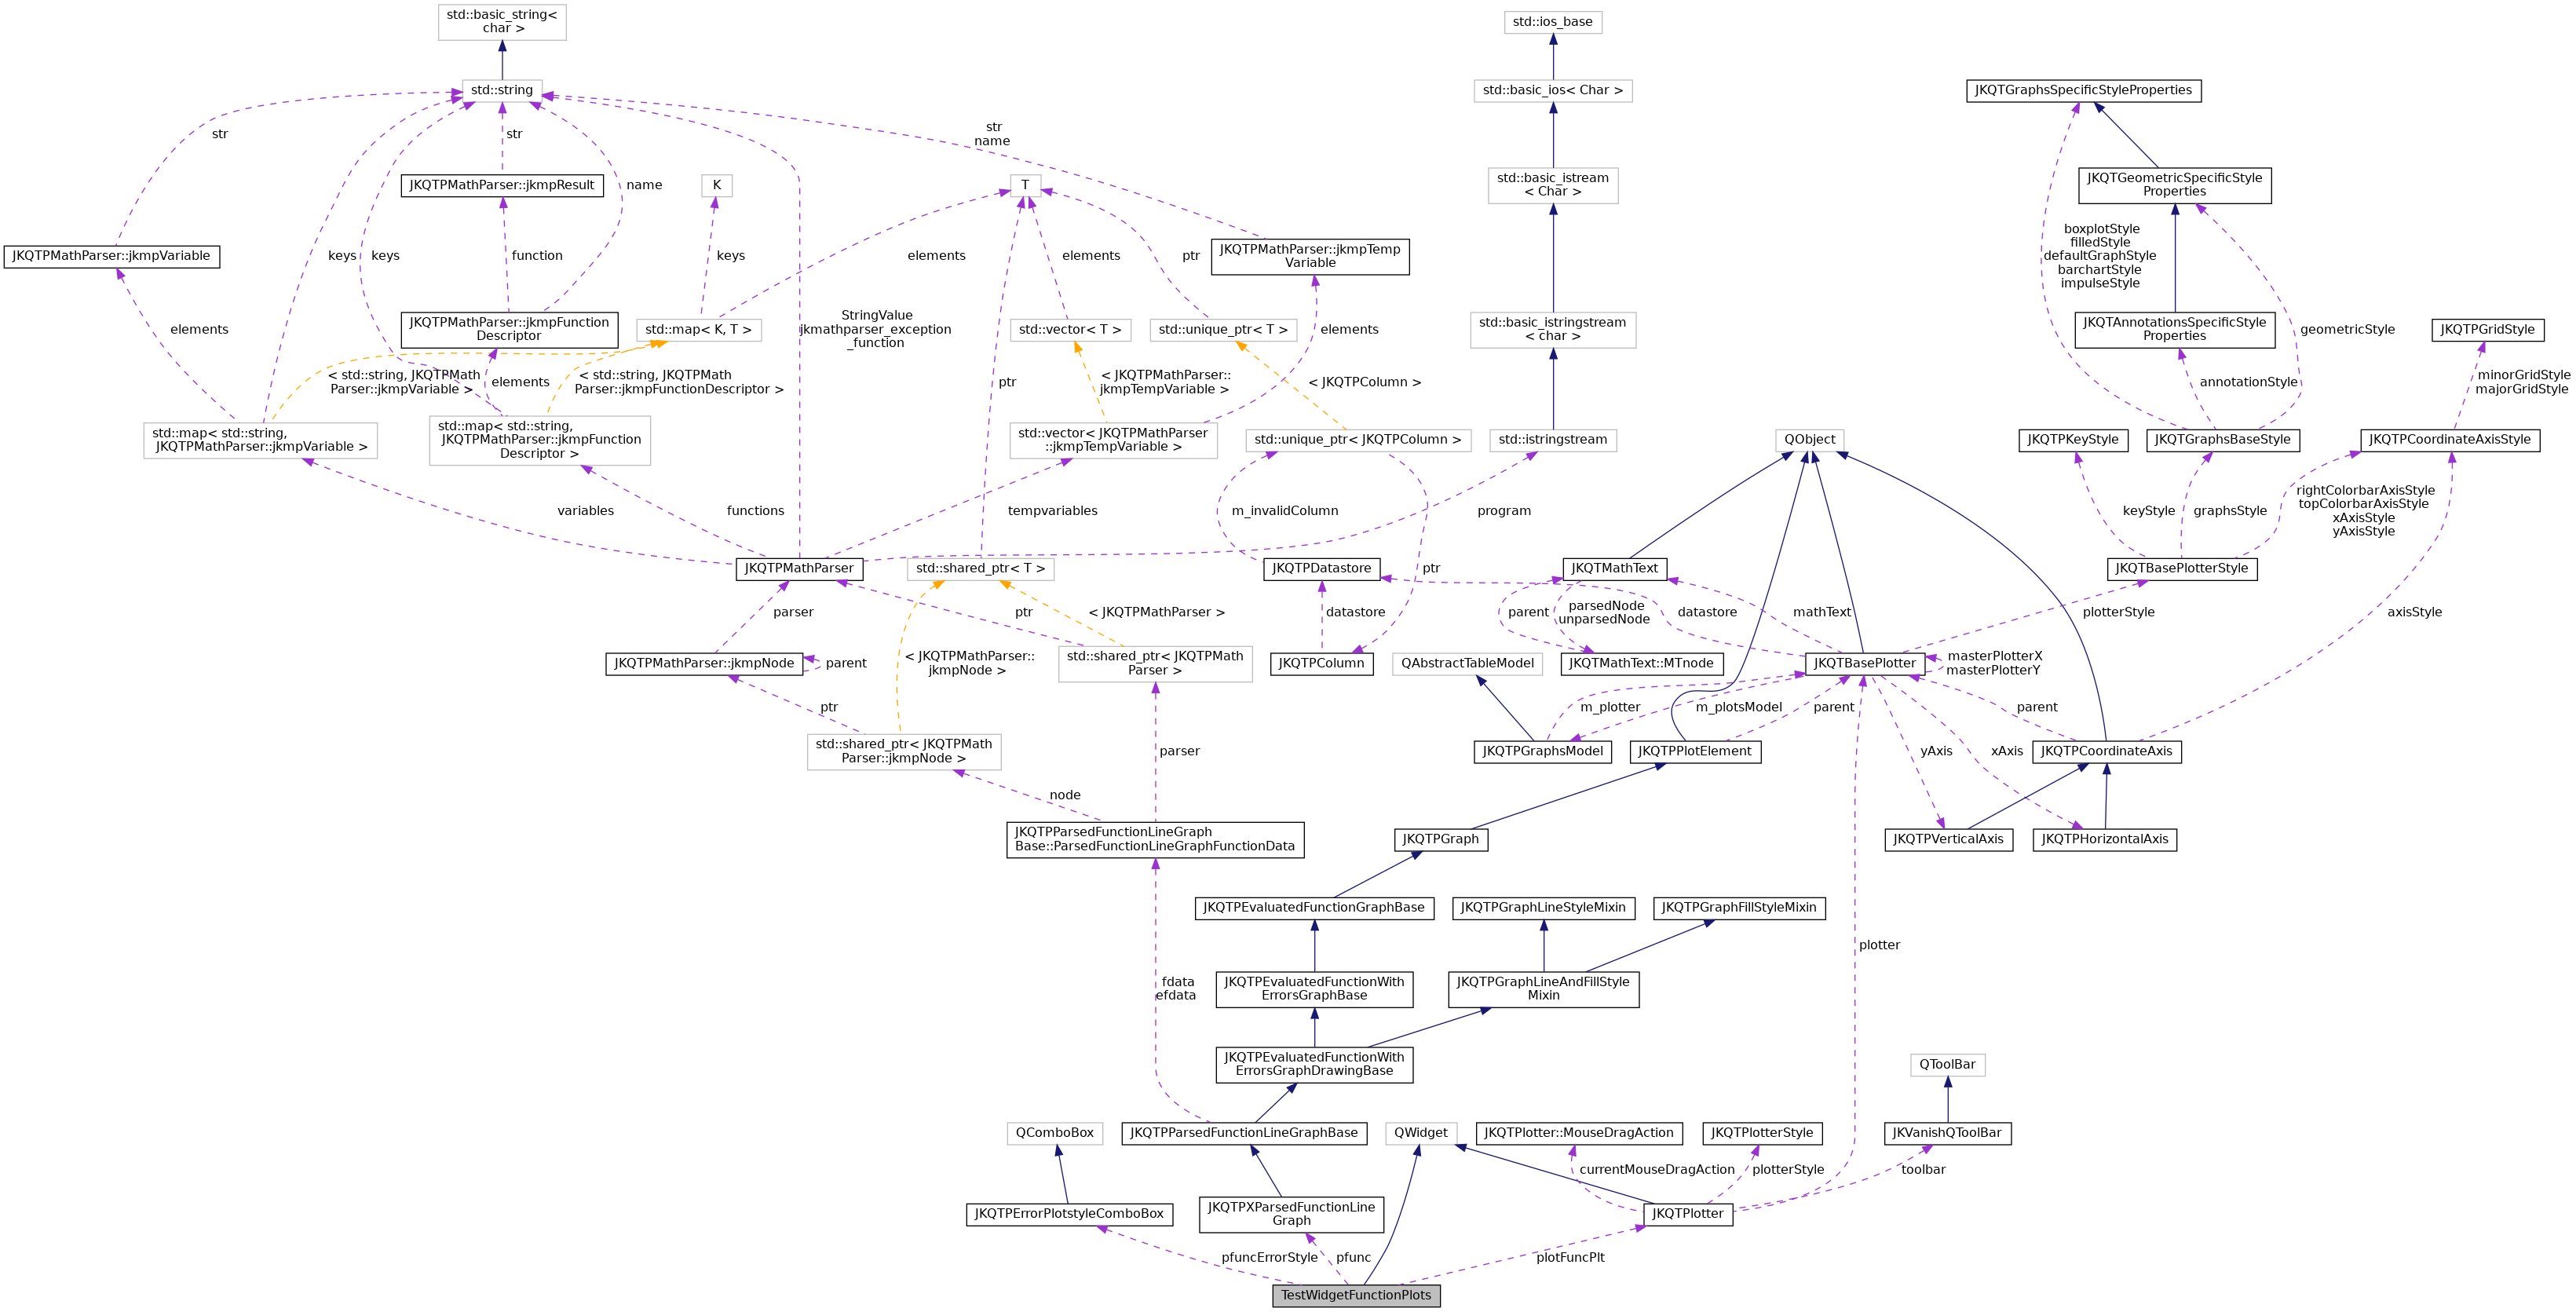 std::basic_string<
char >
std::ios_base
std::string
std::basic_ios< Char >
JKQTGraphsSpecificStyleProperties
str
str
str
name
JKQTPMathParser::jkmpResult
K
T
name
std::basic_istream
< Char >
JKQTGeometricSpecificStyle
Properties
JKQTPMathParser::jkmpVariable
keys
keys
function
keys
elements
elements
ptr
JKQTPMathParser::jkmpTemp
Variable
boxplotStyle
filledStyle
defaultGraphStyle
barchartStyle
impulseStyle
elements
JKQTPMathParser::jkmpFunction
Descriptor
std::map< K, T >
StringValue
jkmathparser_exception
_function
std::vector< T >
std::unique_ptr< T >
elements
std::basic_istringstream
< char >
JKQTAnnotationsSpecificStyle
Properties
geometricStyle
JKQTPGridStyle
< std::string, JKQTPMath
Parser::jkmpVariable >
elements
< std::string, JKQTPMath
Parser::jkmpFunctionDescriptor >
ptr
< JKQTPMathParser::
jkmpTempVariable >
< JKQTPColumn >
annotationStyle
minorGridStyle
majorGridStyle
std::map< std::string,
JKQTPMathParser::jkmpVariable >
std::map< std::string,
JKQTPMathParser::jkmpFunction
Descriptor >
std::vector< JKQTPMathParser
::jkmpTempVariable >
std::unique_ptr< JKQTPColumn >
std::istringstream
QObject
JKQTPKeyStyle
JKQTGraphsBaseStyle
JKQTPCoordinateAxisStyle
variables
functions
tempvariables
m_invalidColumn
program
keyStyle
graphsStyle
rightColorbarAxisStyle
topColorbarAxisStyle
xAxisStyle
yAxisStyle
JKQTPMathParser
std::shared_ptr< T >
JKQTPDatastore
ptr
JKQTMathText
JKQTBasePlotterStyle
parser
ptr
< JKQTPMathParser >
datastore
parent
parsedNode
unparsedNode
datastore
mathText
plotterStyle
axisStyle
JKQTPMathParser::jkmpNode
parent
< JKQTPMathParser::
jkmpNode >
std::shared_ptr< JKQTPMath
Parser >
JKQTPColumn
QAbstractTableModel
JKQTMathText::MTnode
JKQTBasePlotter
masterPlotterX
masterPlotterY
ptr
m_plotter
m_plotsModel
parent
parent
std::shared_ptr< JKQTPMath
Parser::jkmpNode >
parser
JKQTPGraphsModel
JKQTPPlotElement
yAxis
xAxis
JKQTPCoordinateAxis
node
JKQTPParsedFunctionLineGraph
Base::ParsedFunctionLineGraphFunctionData
JKQTPGraph
JKQTPVerticalAxis
JKQTPHorizontalAxis
JKQTPEvaluatedFunctionGraphBase
JKQTPGraphLineStyleMixin
JKQTPGraphFillStyleMixin
plotter
fdata
efdata
JKQTPEvaluatedFunctionWith
ErrorsGraphBase
JKQTPGraphLineAndFillStyle
Mixin
JKQTPEvaluatedFunctionWith
ErrorsGraphDrawingBase
QToolBar
QComboBox
JKQTPParsedFunctionLineGraphBase
QWidget
JKQTPlotter::MouseDragAction
JKQTPlotterStyle
JKVanishQToolBar
currentMouseDragAction
plotterStyle
toolbar
JKQTPErrorPlotstyleComboBox
JKQTPXParsedFunctionLine
Graph
JKQTPlotter
pfuncErrorStyle
pfunc
plotFuncPlt
TestWidgetFunctionPlots